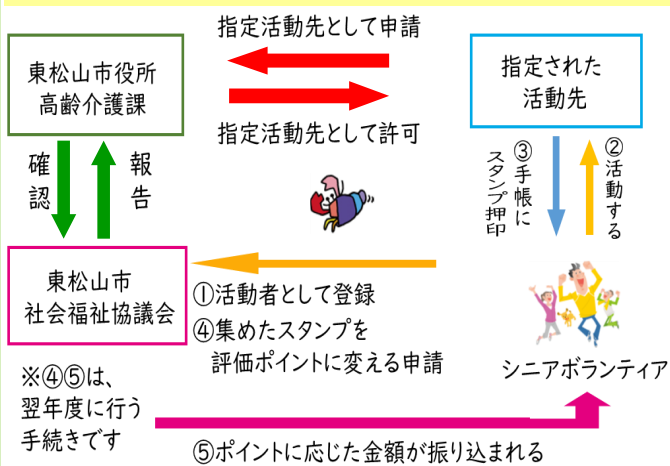 指定活動先として申請
東松山市役所
高齢介護課
指定された
活動先
指定活動先として許可
確認
報告
③手帳に
スタンプ押印
②活動する
東松山市
社会福祉協議会
①活動者として登録
④集めたスタンプを
評価ポイントに変える申請
シニアボランティア
※④⑤は、
翌年度に行う
手続きです
⑤ポイントに応じた金額が振り込まれる